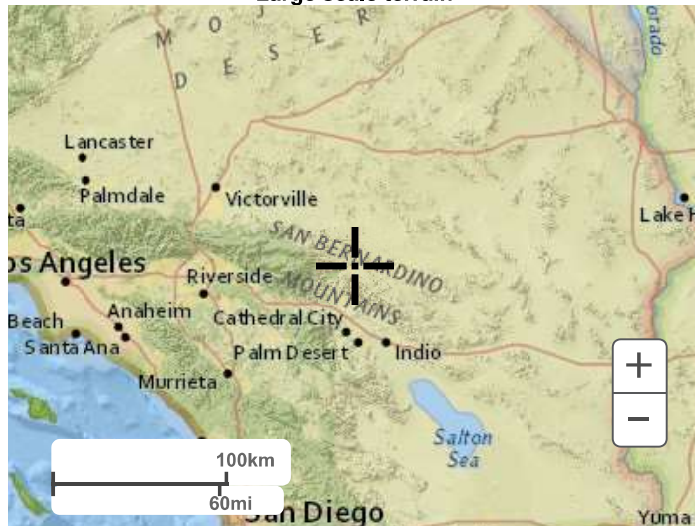 Large scale terrain
M O J
D E S E R
Lancaster
Palmdale
Victorville
ta
Lake H
SAN BERNARDINO
MOUNTAINS
os Angeles
Riverside
Beach
Anaheim
Cathedral City
Santa Ana
Palm Desert
Indio
Murrieta
+
−
Salton
Sea
100km
60mi
San Diego
Yuma
orado